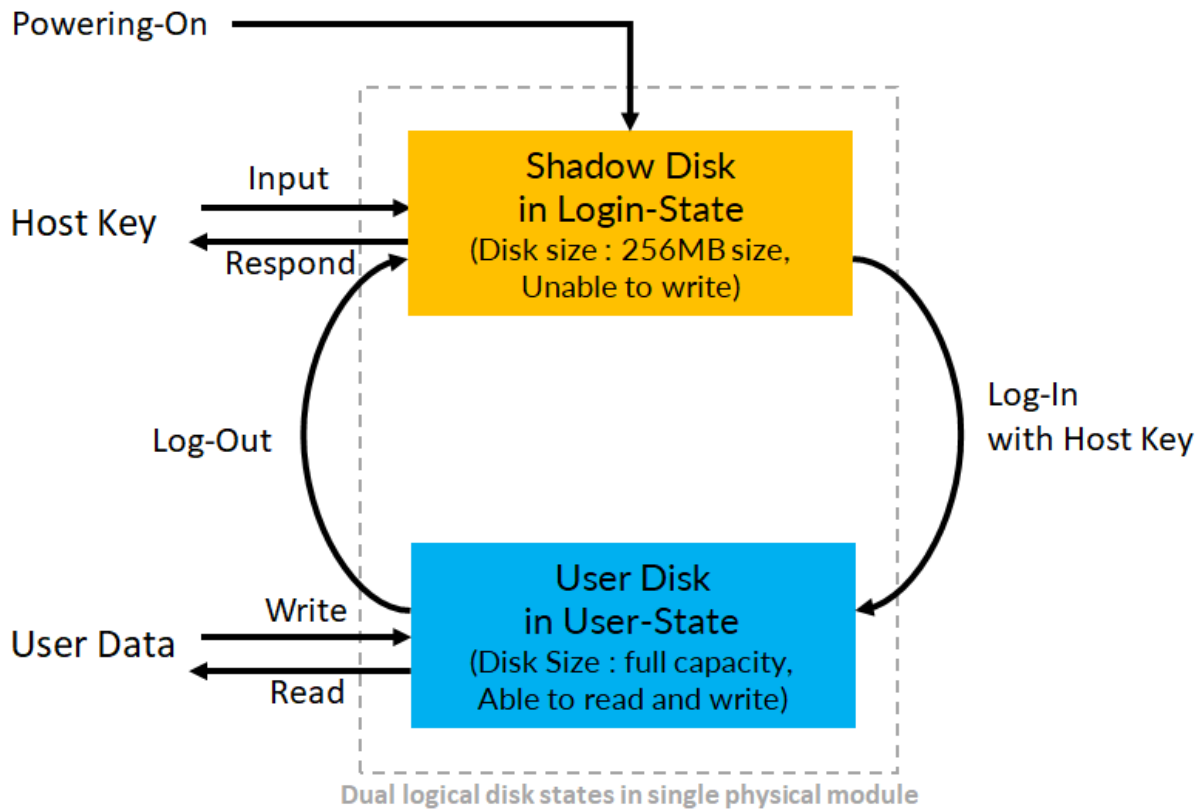 Powering-On
Shadow Disk
in Login-State
(Disk size : 256MB size,
Unable to write)
Input
Host Key
Respond
Log-Out
Log-In
with Host Key
User Disk
in User-State
(Disk Size : full capacity,
Able to read and write)
Write
User Data
Read
Dual logical disk states in single physical module